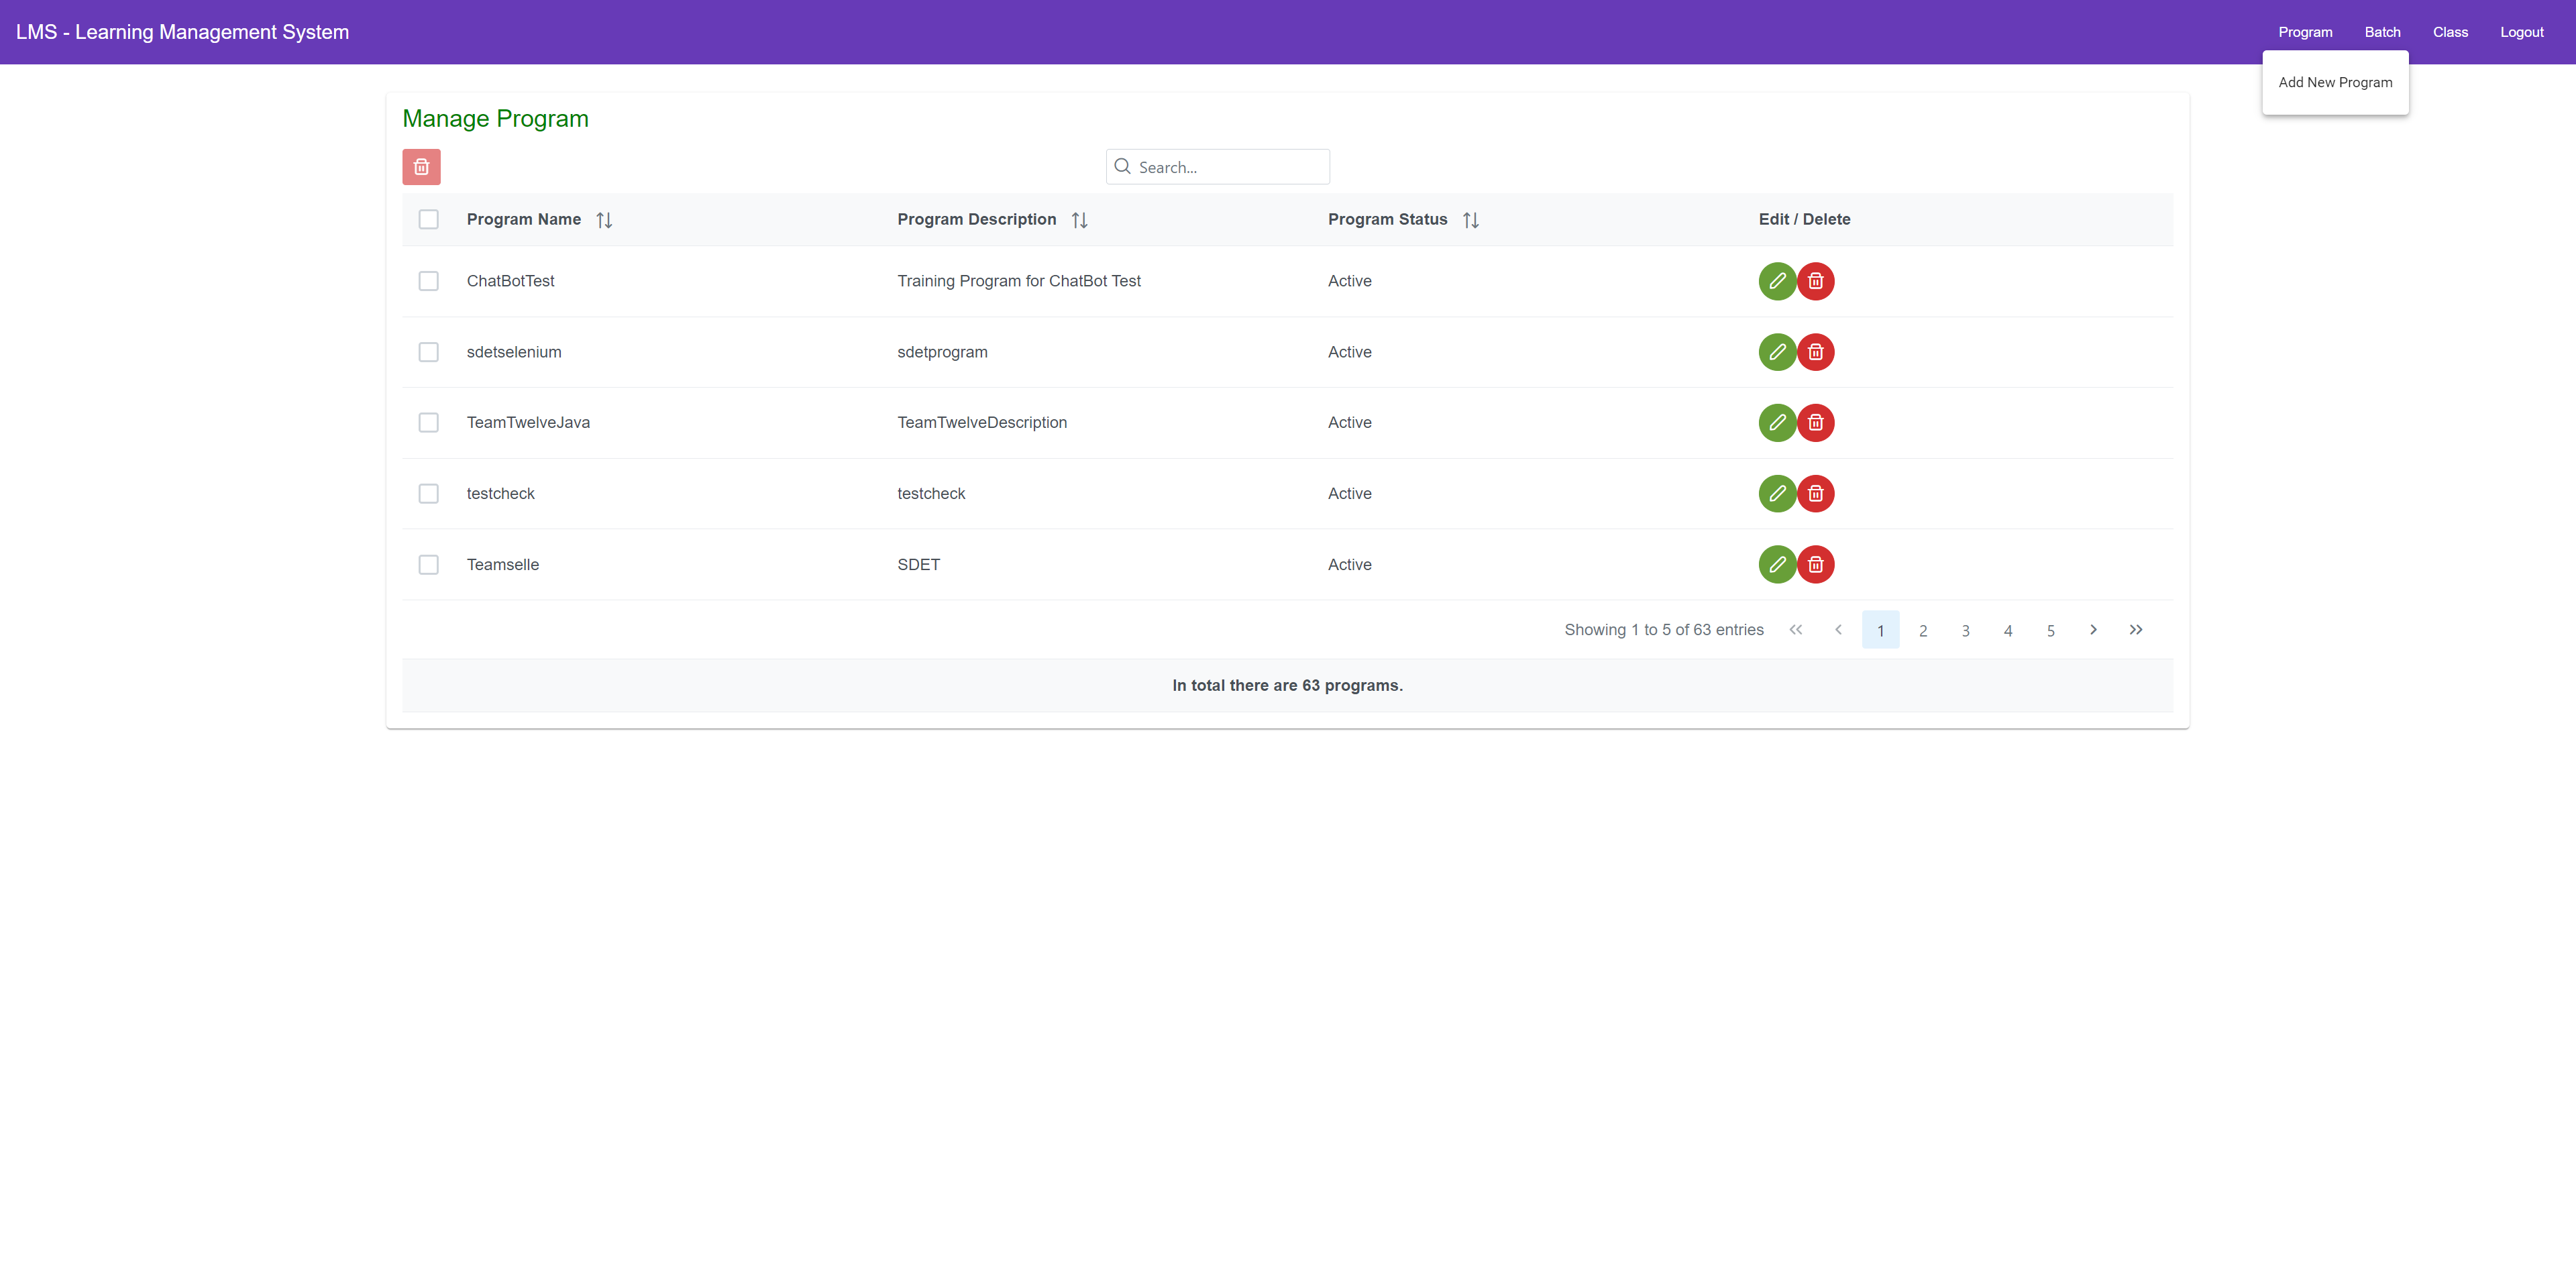 LMS - Learning Management System
Program Batch Class Logout
Add New Program
Manage Program
Search...
Program Name Program Description Program Status Edit / Delete
ChatBotTest Training Program for ChatBot Test Active
sdetselenium sdetprogram Active
TeamTwelveJava TeamTwelveDescription Active
testcheck testcheck Active
Teamselle SDET Active
Showing 1 to 5 of 63 entries 1 2 3 4 5
In total there are 63 programs.